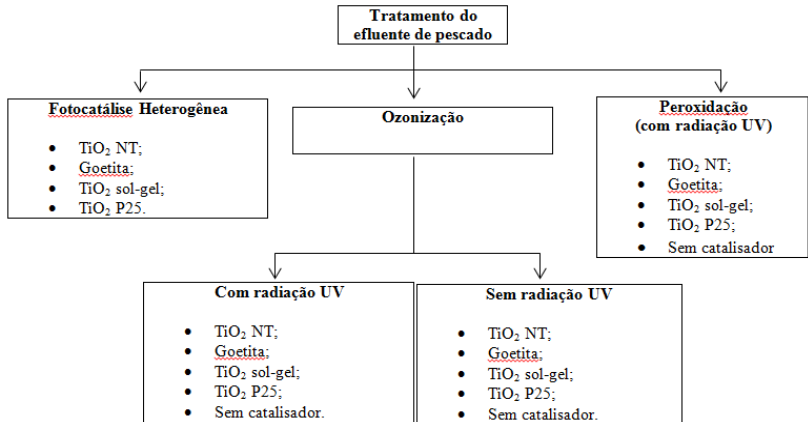 Tratamento do
efluente de pescado
Fotocatálise Heterogênea
• TiO₂ NT;
• Goetita;
• TiO₂ sol-gel;
• TiO₂ P25.
Ozonização
Peroxidação
(com radiação UV)
• TiO₂ NT;
• Goetita;
• TiO₂ sol-gel;
• TiO₂ P25;
• Sem catalisador
Com radiação UV
• TiO₂ NT;
• Goetita;
• TiO₂ sol-gel;
• TiO₂ P25;
• Sem catalisador.
Sem radiação UV
• TiO₂ NT;
• Goetita;
• TiO₂ sol-gel;
• TiO₂ P25;
• Sem catalisador.